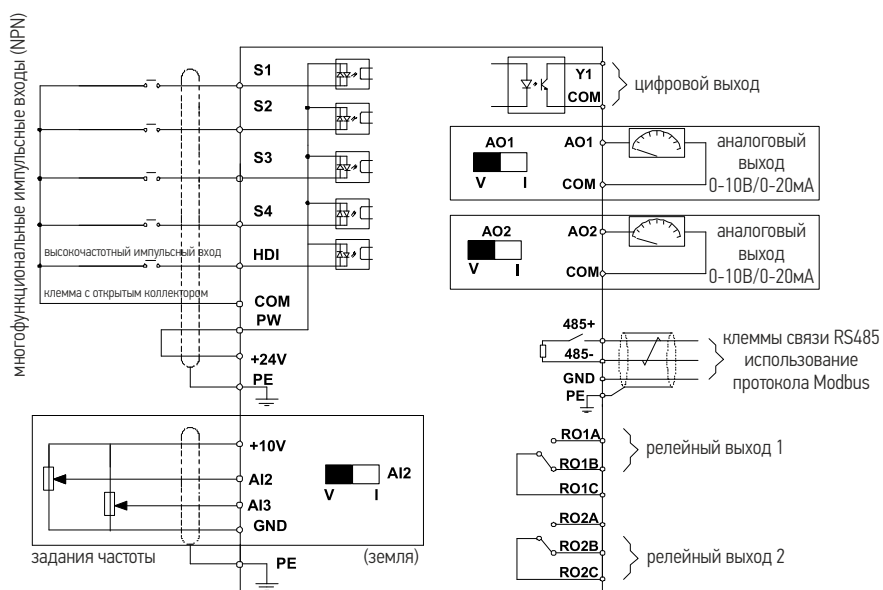 многофункциональные импульсные входы (NPN)
S1
S2
S3
S4
высокочастотный импульсный вход
HDI
клемма с открытым коллектором
COM
PW
+24V
PE
+10V
AI2
AI3
GND
V I
AI2
задания частоты
PE
(земля)
Y1
COM
цифровой выход
AO1
V I
AO1
COM
аналоговый
выход
0-10В/0-20мА
AO2
V I
AO2
COM
аналоговый
выход
0-10В/0-20мА
485+
485-
GND
PE
клеммы связи RS485
использование
протокола Modbus
RO1A
RO1B
RO1C
релейный выход 1
RO2A
RO2B
RO2C
релейный выход 2